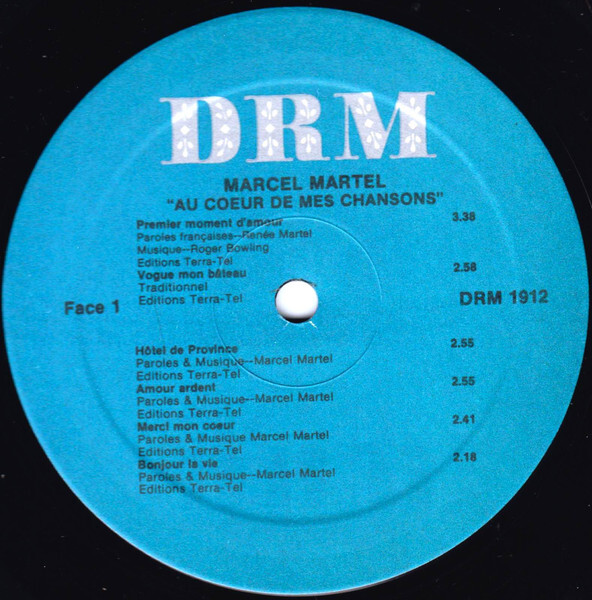 DRM
MARCEL MARTEL
"AU COEUR DE MES CHANSONS"
Premier moment d'amour 3.38
Paroles françaises--Renée Martel
Musique--Roger Bowling
Editions Terra-Tel
Vogue mon bâteau 2.58
Traditionnel
Editions Terra-Tel
Face 1
DRM 1912
Hôtel de Province 2.55
Paroles & Musique--Marcel Martel
Editions Terra-Tel
Amour ardent 2.55
Paroles & Musique--Marcel Martel
Editions Terra-Tel
Merci mon coeur 2.41
Paroles & Musique Marcel Martel
Editions Terra-Tel
Bonjour la vie 2.18
Paroles & Musique--Marcel Martel
Editions Terra-Tel